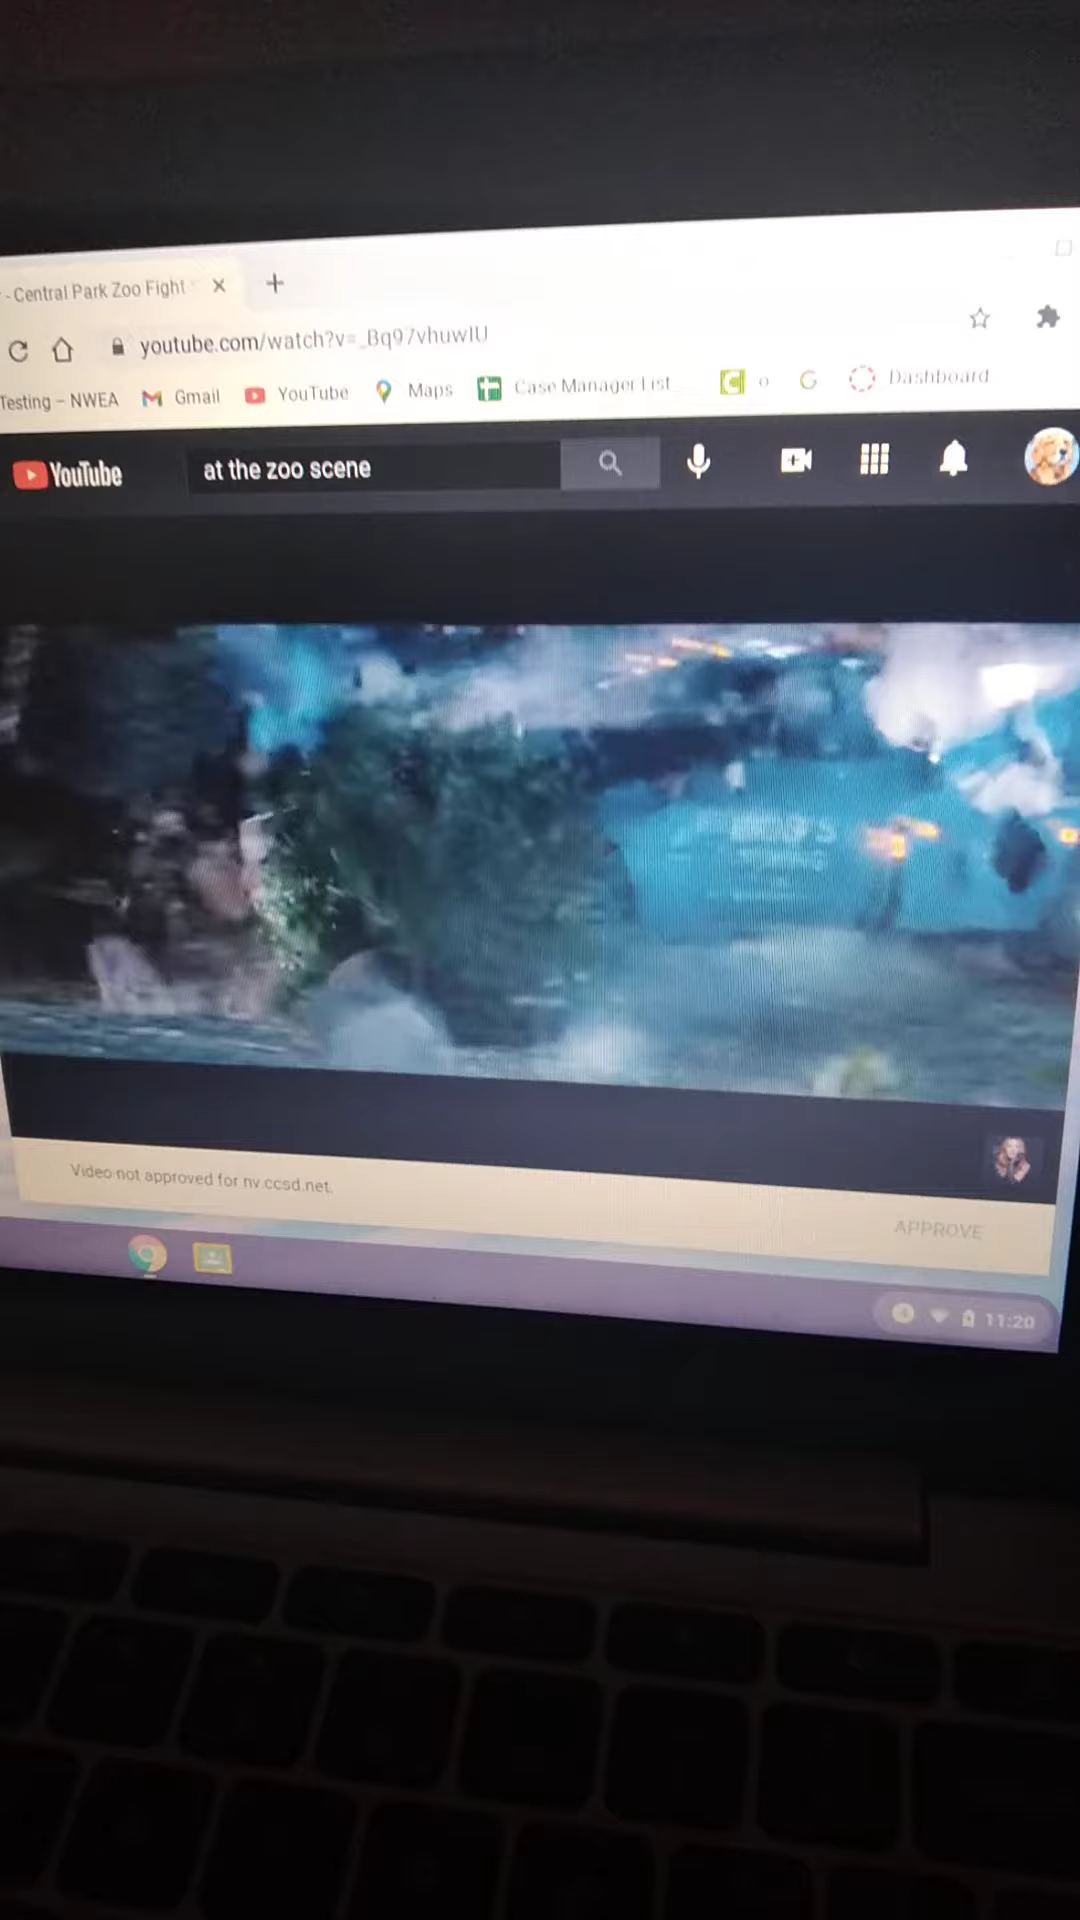 - Central Park Zoo Fight
youtube.com/watch?v=_Bq97vhuwIU
Testing – NWEA Gmail YouTube Maps Case Manager List Dashboard
YouTube at the zoo scene
Video not approved for nv.ccsd.net.
APPROVE
11:20